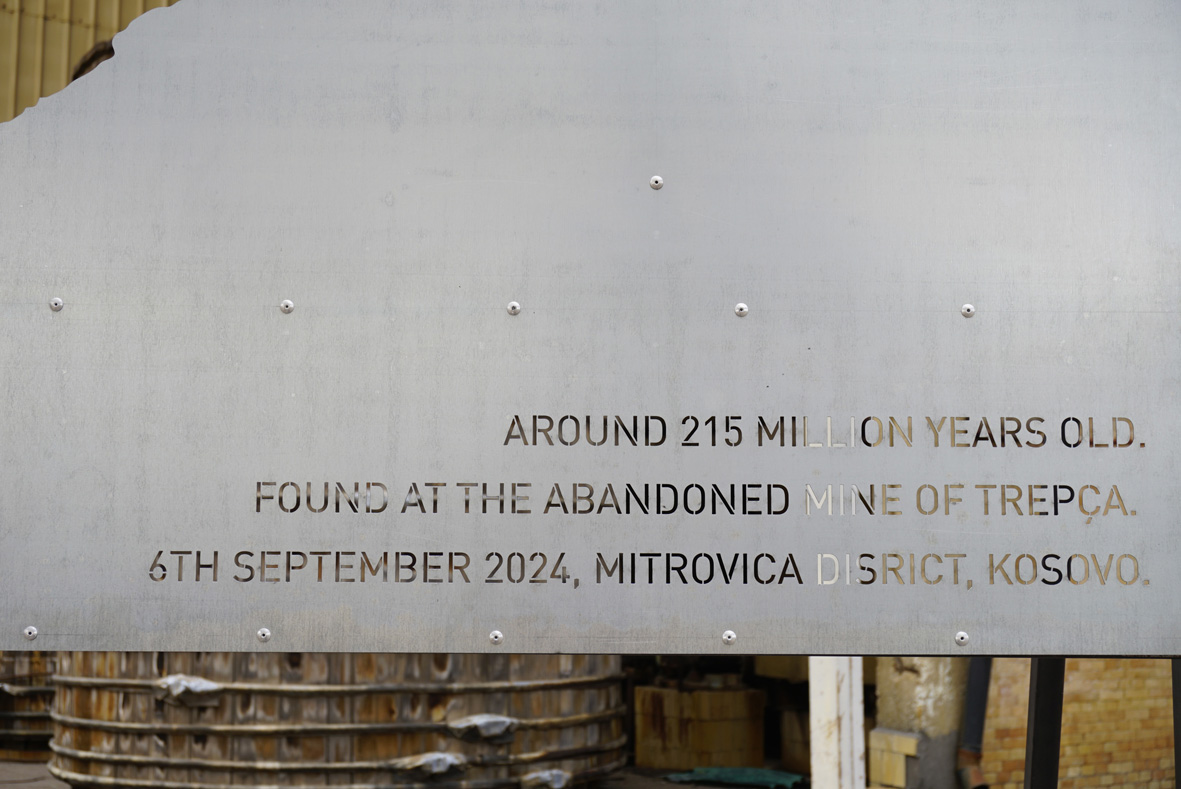 AROUND 215 MILLION YEARS OLD.
FOUND AT THE ABANDONED MINE OF TREPÇA.
6TH SEPTEMBER 2024, MITROVICA DISRICT, KOSOVO.